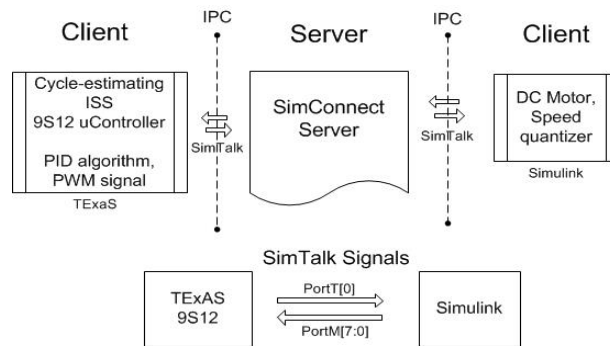 Client
IPC
Server
IPC
Client
Cycle-estimating
ISS
9S12 uController
PID algorithm,
PWM signal
TExaS
SimTalk
SimConnect
Server
SimTalk
DC Motor,
Speed
quantizer
Simulink
SimTalk Signals
TExAS
9S12
PortT[0]
PortM[7:0]
Simulink